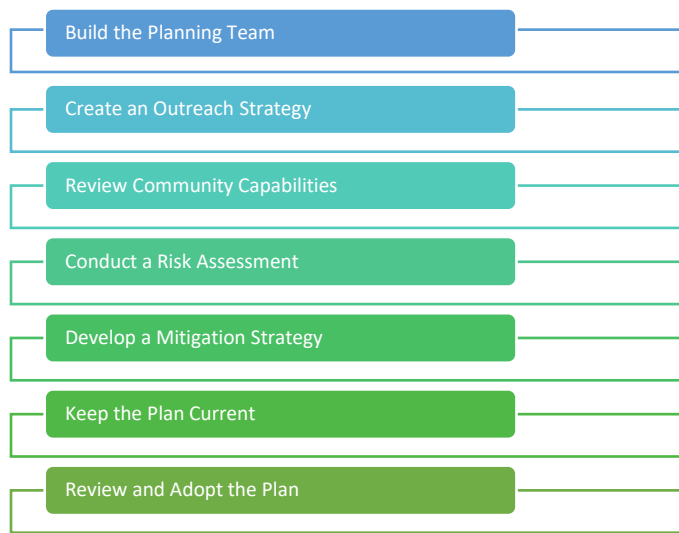 Build the Planning Team
Create an Outreach Strategy
Review Community Capabilities
Conduct a Risk Assessment
Develop a Mitigation Strategy
Keep the Plan Current
Review and Adopt the Plan